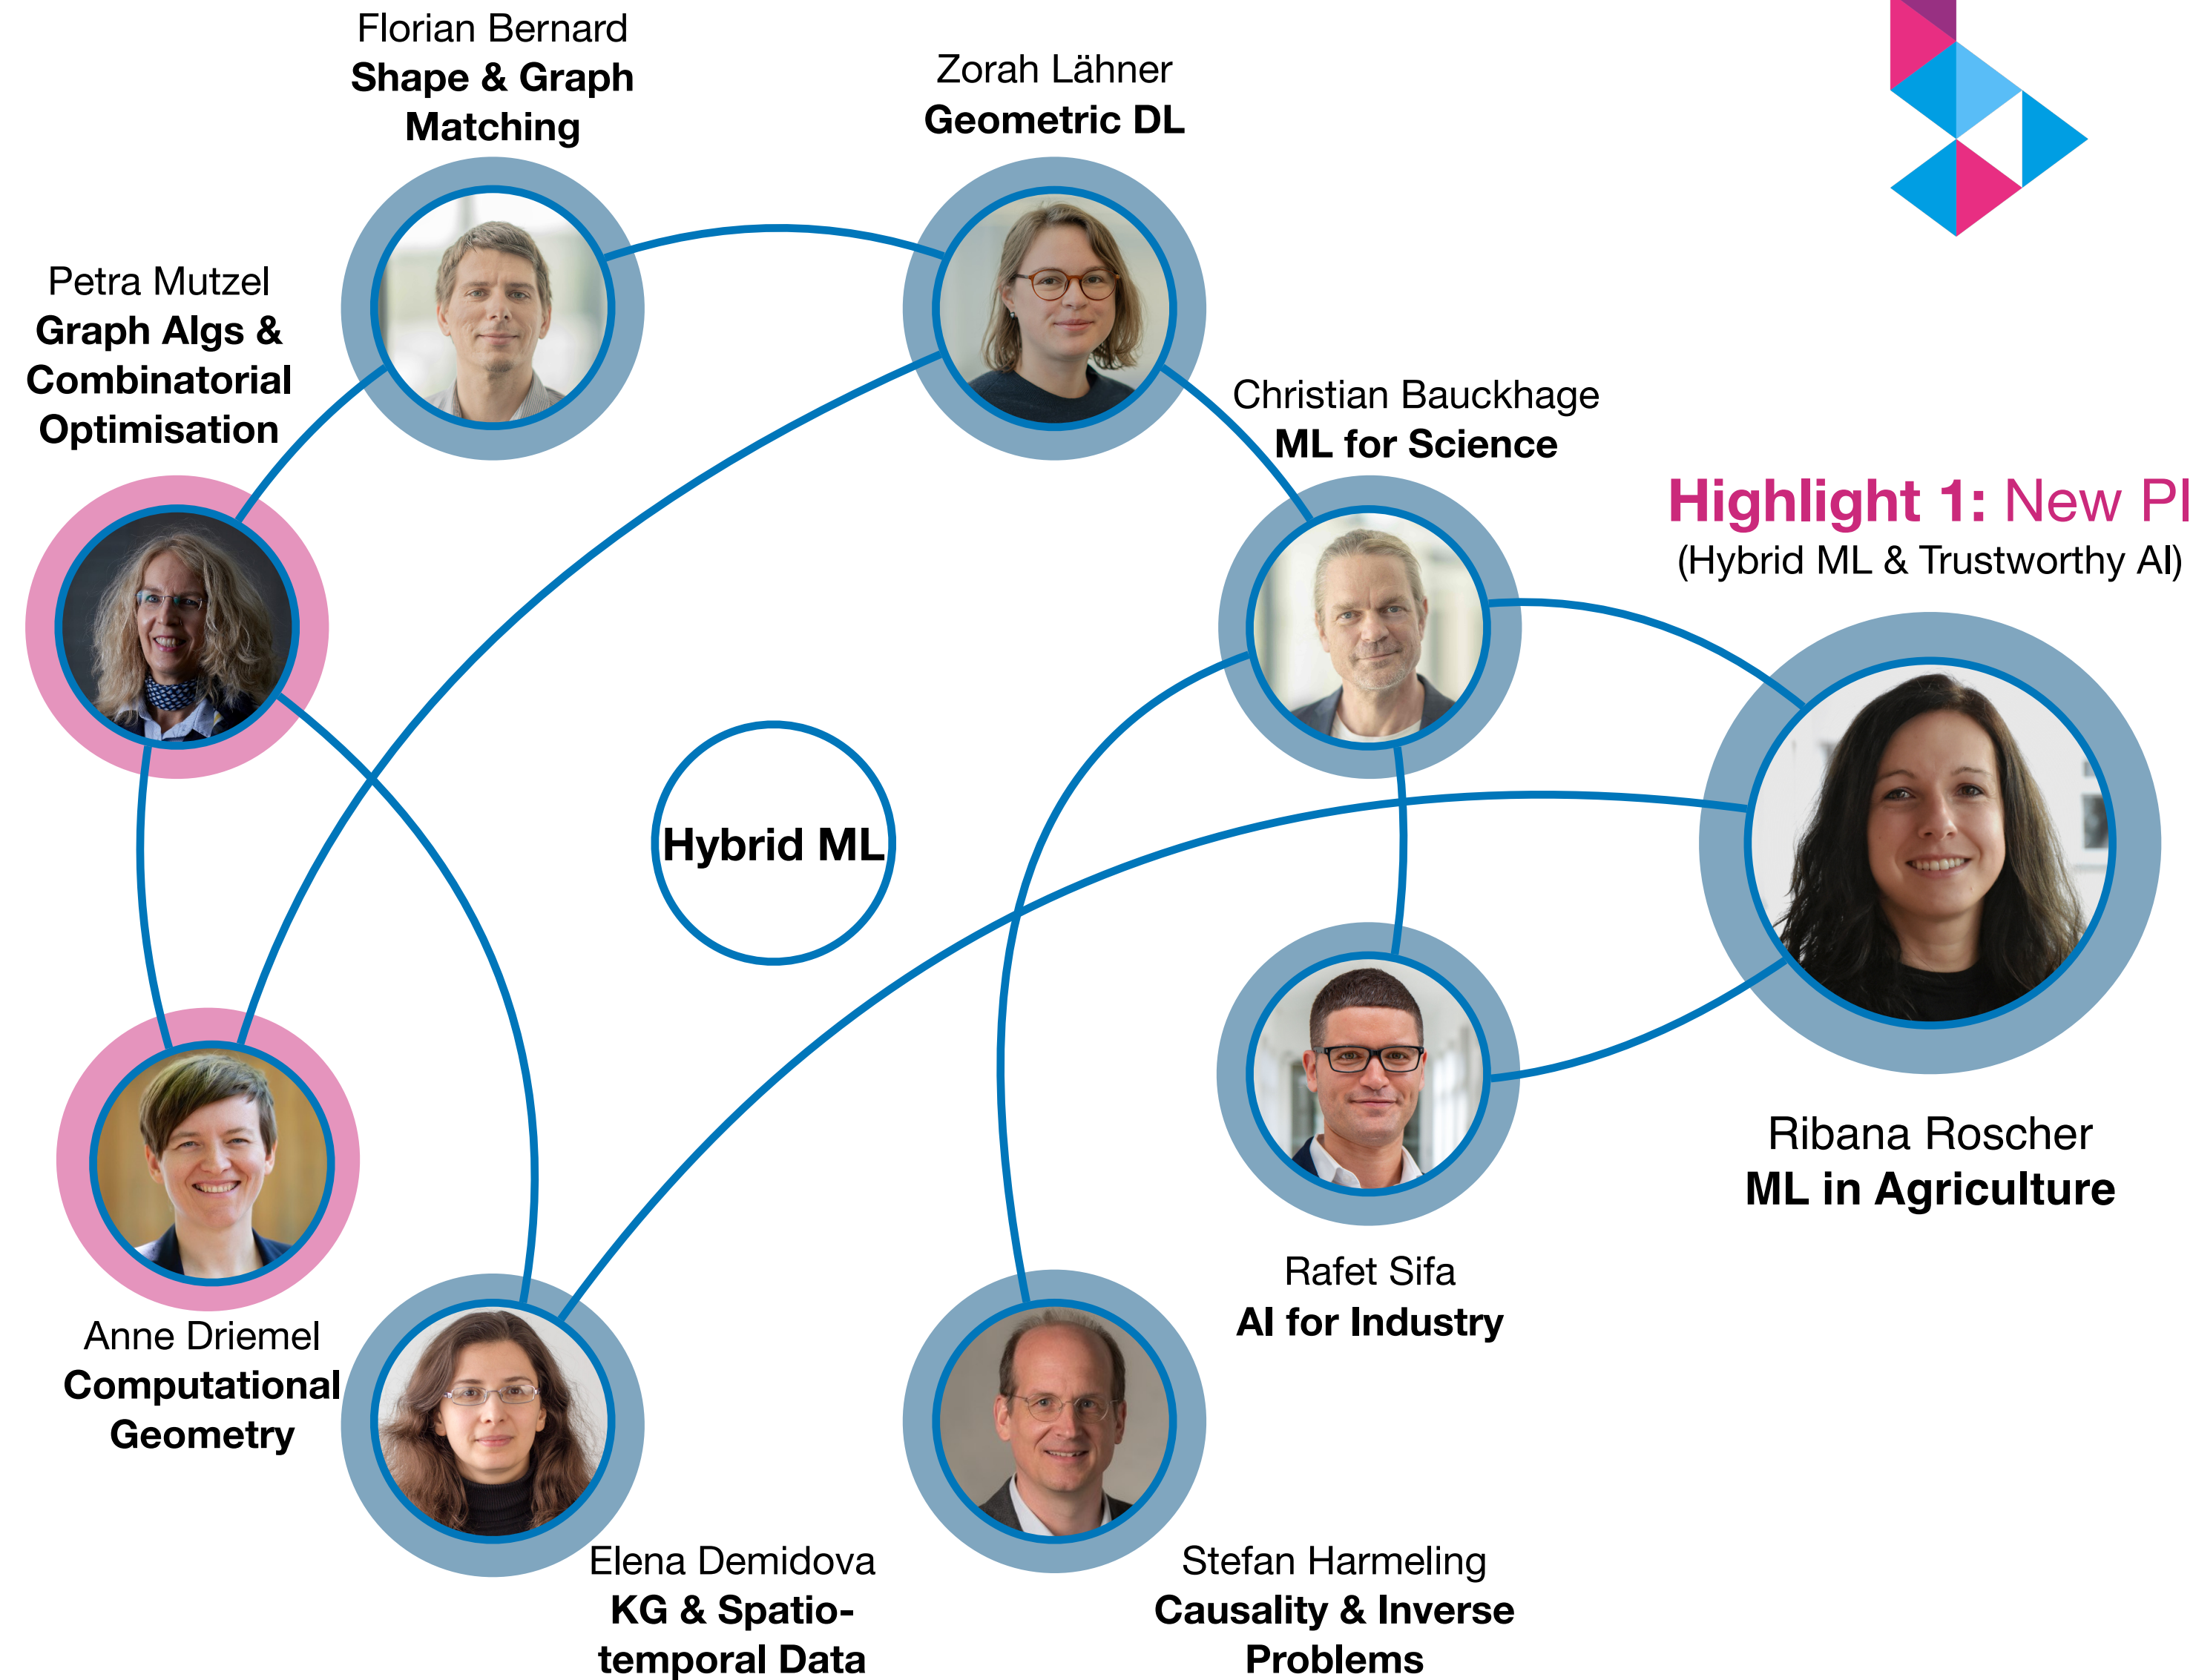 Florian Bernard
Shape & Graph
Matching
Zorah Lähner
Geometric DL
Petra Mutzel
Graph Algs &
Combinatorial
Optimisation
Christian Bauckhage
ML for Science
Highlight 1: New PI
(Hybrid ML & Trustworthy AI)
Hybrid ML
Ribana Roscher
ML in Agriculture
Rafet Sifa
AI for Industry
Anne Driemel
Computational
Geometry
Elena Demidova
KG & Spatio-
temporal Data
Stefan Harmeling
Causality & Inverse
Problems